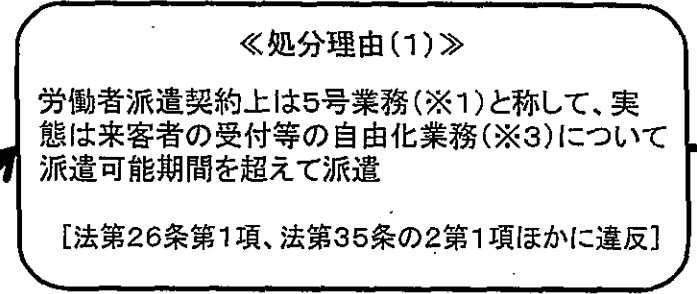 ≪処分理由(1)≫
労働者派遣契約上は5号業務(※1)と称して、実
態は来客者の受付等の自由化業務(※3)について
派遣可能期間を超えて派遣
[法第26条第1項、法第35条の2第1項ほかに違反]